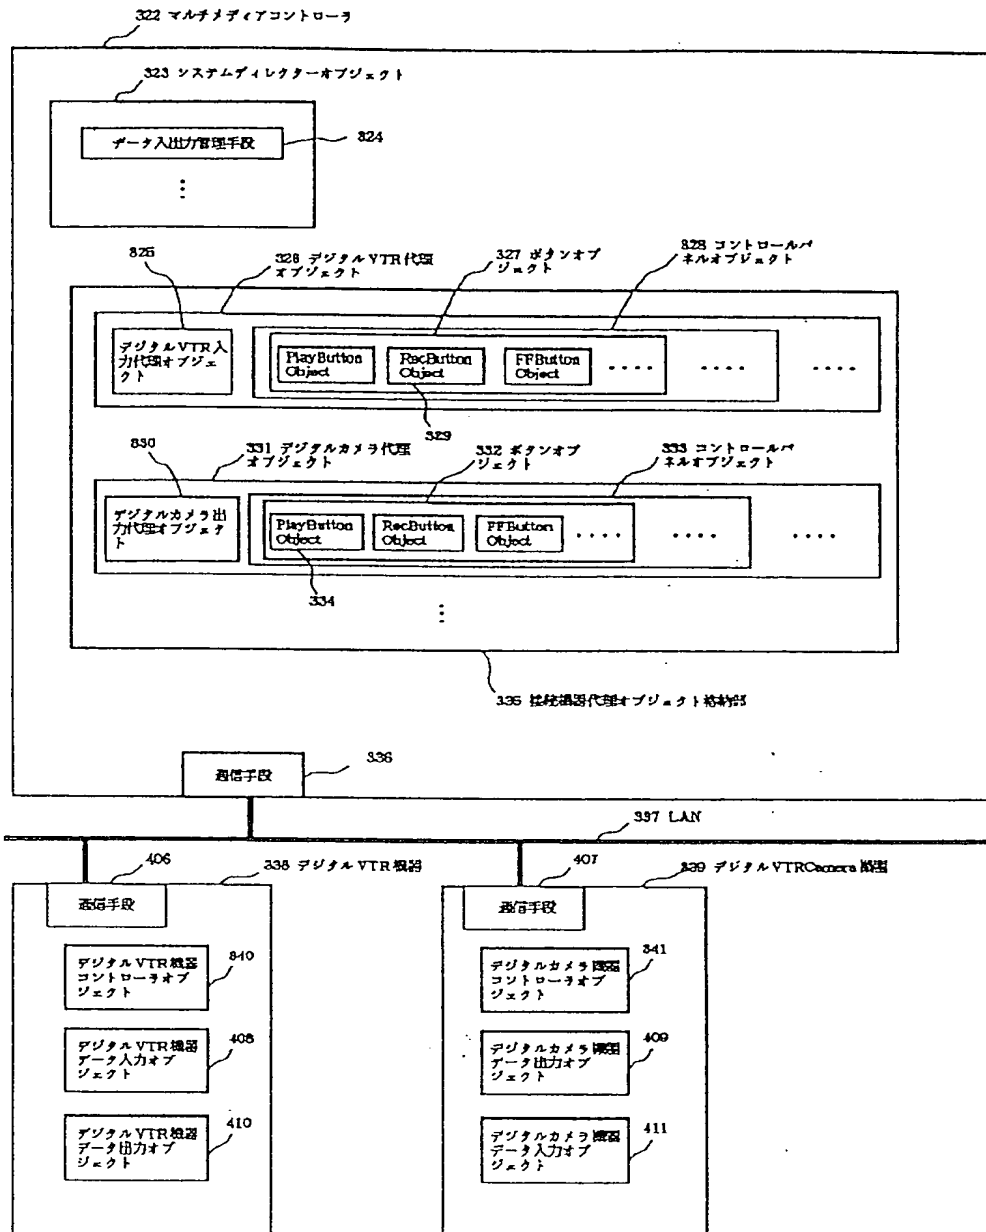 322 マルチメディアコントローラ
323 システムディレクターオブジェクト
データ入出力管理手段
324
325
326 デジタルVTR代理
オブジェクト
327 ボタンオブ
ジェクト
328 コントロールパ
ネルオブジェクト
デジタルVTR入
力代理オブジェ
クト
PlayButton
Object
RecButton
Object
FFButton
Object
329
330
331 デジタルカメラ代理
オブジェクト
332 ボタンオブ
ジェクト
333 コントロールパ
ネルオブジェクト
デジタルカメラ出
力代理オブジェ
クト
PlayButton
Object
RecButton
Object
FFButton
Object
334
335 接続機器代理オブジェクト格納部
通信手段
336
337 LAN
406
338 デジタルVTR機器
407
339 デジタルVTRCamera機器
通信手段
通信手段
デジタルVTR機器
コントローラオブ
ジェクト
340
デジタルカメラ機器
コントローラオブ
ジェクト
341
デジタルVTR機器
データ入力オブ
ジェクト
408
デジタルカメラ機器
データ出力オブ
ジェクト
409
デジタルVTR機器
データ出力オブ
ジェクト
410
デジタルカメラ機器
データ入力オブ
ジェクト
411